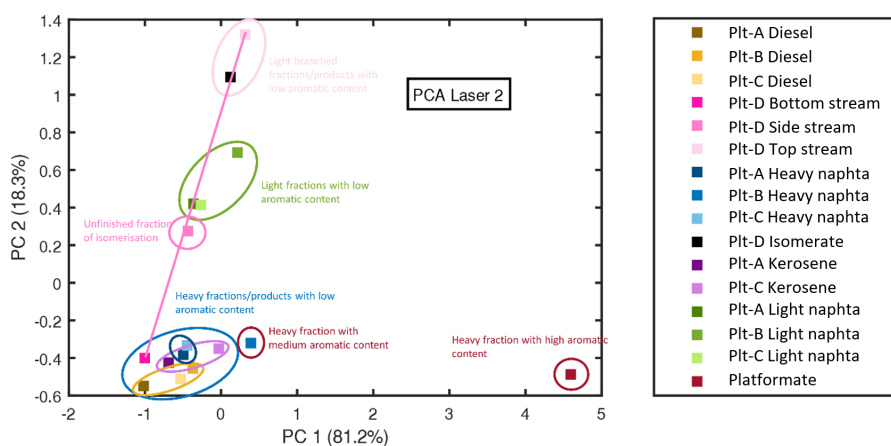 1.4
1.2
1
0.8
0.6
0.4
0.2
0
-0.2
-0.4
-0.6
PC 2 (18.3%)
-2
-1
0
1
2
3
4
5
PC 1 (81.2%)
PCA Laser 2
Light branched
fractions/products with
low aromatic content
Light fractions with low
aromatic content
Unfinished fraction
of isomerisation
Heavy fractions/products with low
aromatic content
Heavy fraction with
medium aromatic content
Heavy fraction with high aromatic
content
Plt-A Diesel
Plt-B Diesel
Plt-C Diesel
Plt-D Bottom stream
Plt-D Side stream
Plt-D Top stream
Plt-A Heavy naphta
Plt-B Heavy naphta
Plt-C Heavy naphta
Plt-D Isomerate
Plt-A Kerosene
Plt-C Kerosene
Plt-A Light naphta
Plt-B Light naphta
Plt-C Light naphta
Platformate